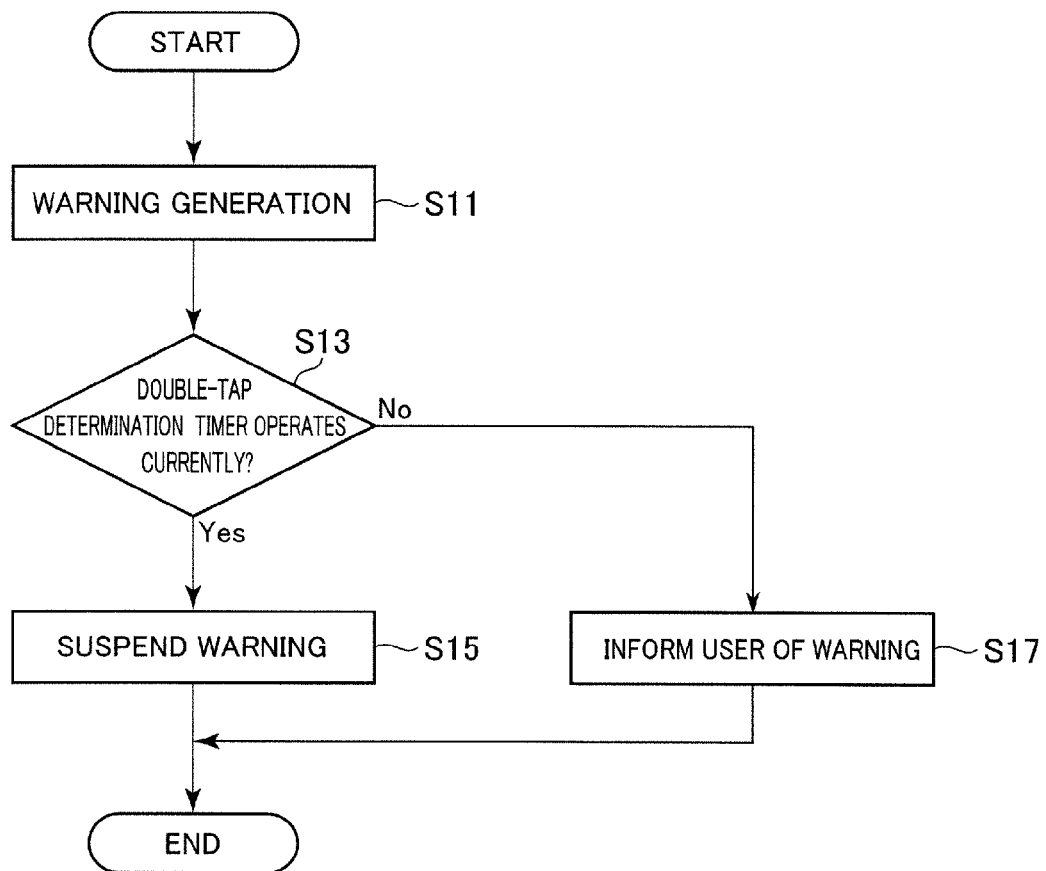 START
WARNING GENERATION
S11
S13
DOUBLE-TAP
DETERMINATION TIMER OPERATES
CURRENTLY?
No
Yes
SUSPEND WARNING
S15
INFORM USER OF WARNING
S17
END